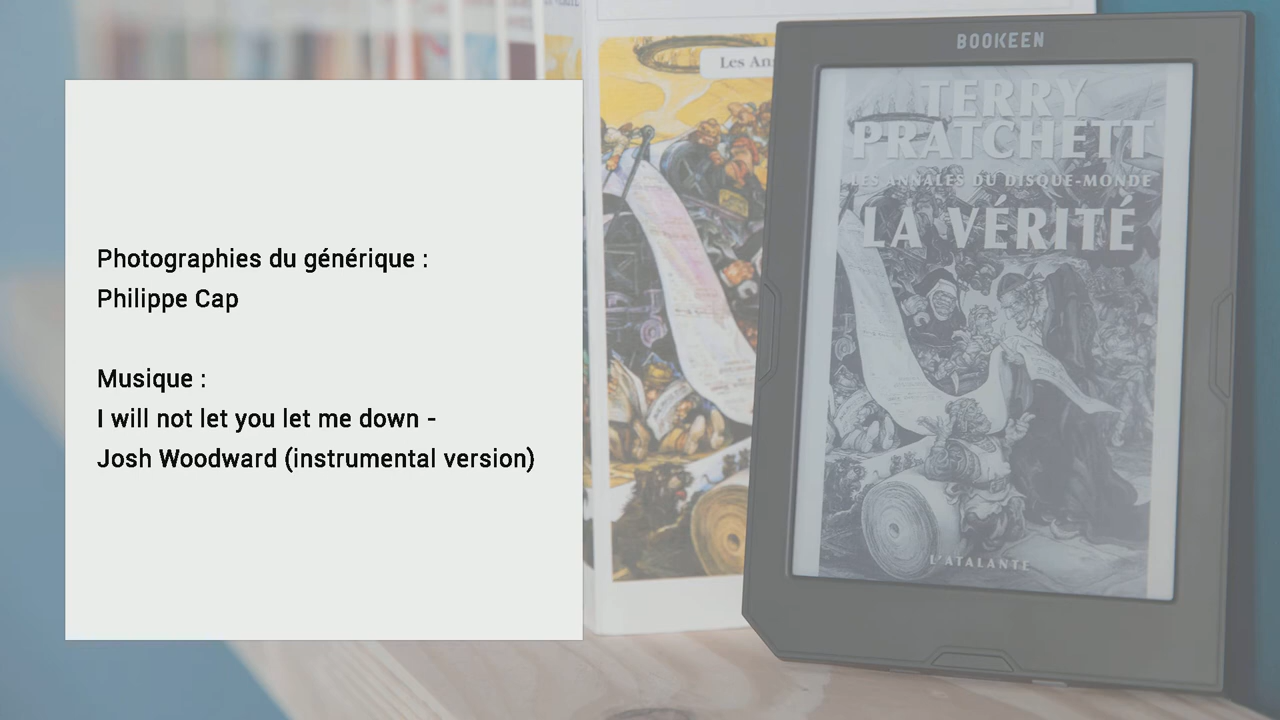 Photographies du générique :
Philippe Cap
Musique :
I will not let you let me down -
Josh Woodward (instrumental version)
Les An
BOOKEEN
TERRY
PRATCHETT
LES ANNALES DU DISQUE-MONDE
LA VÉRITÉ
L'ATALANTE